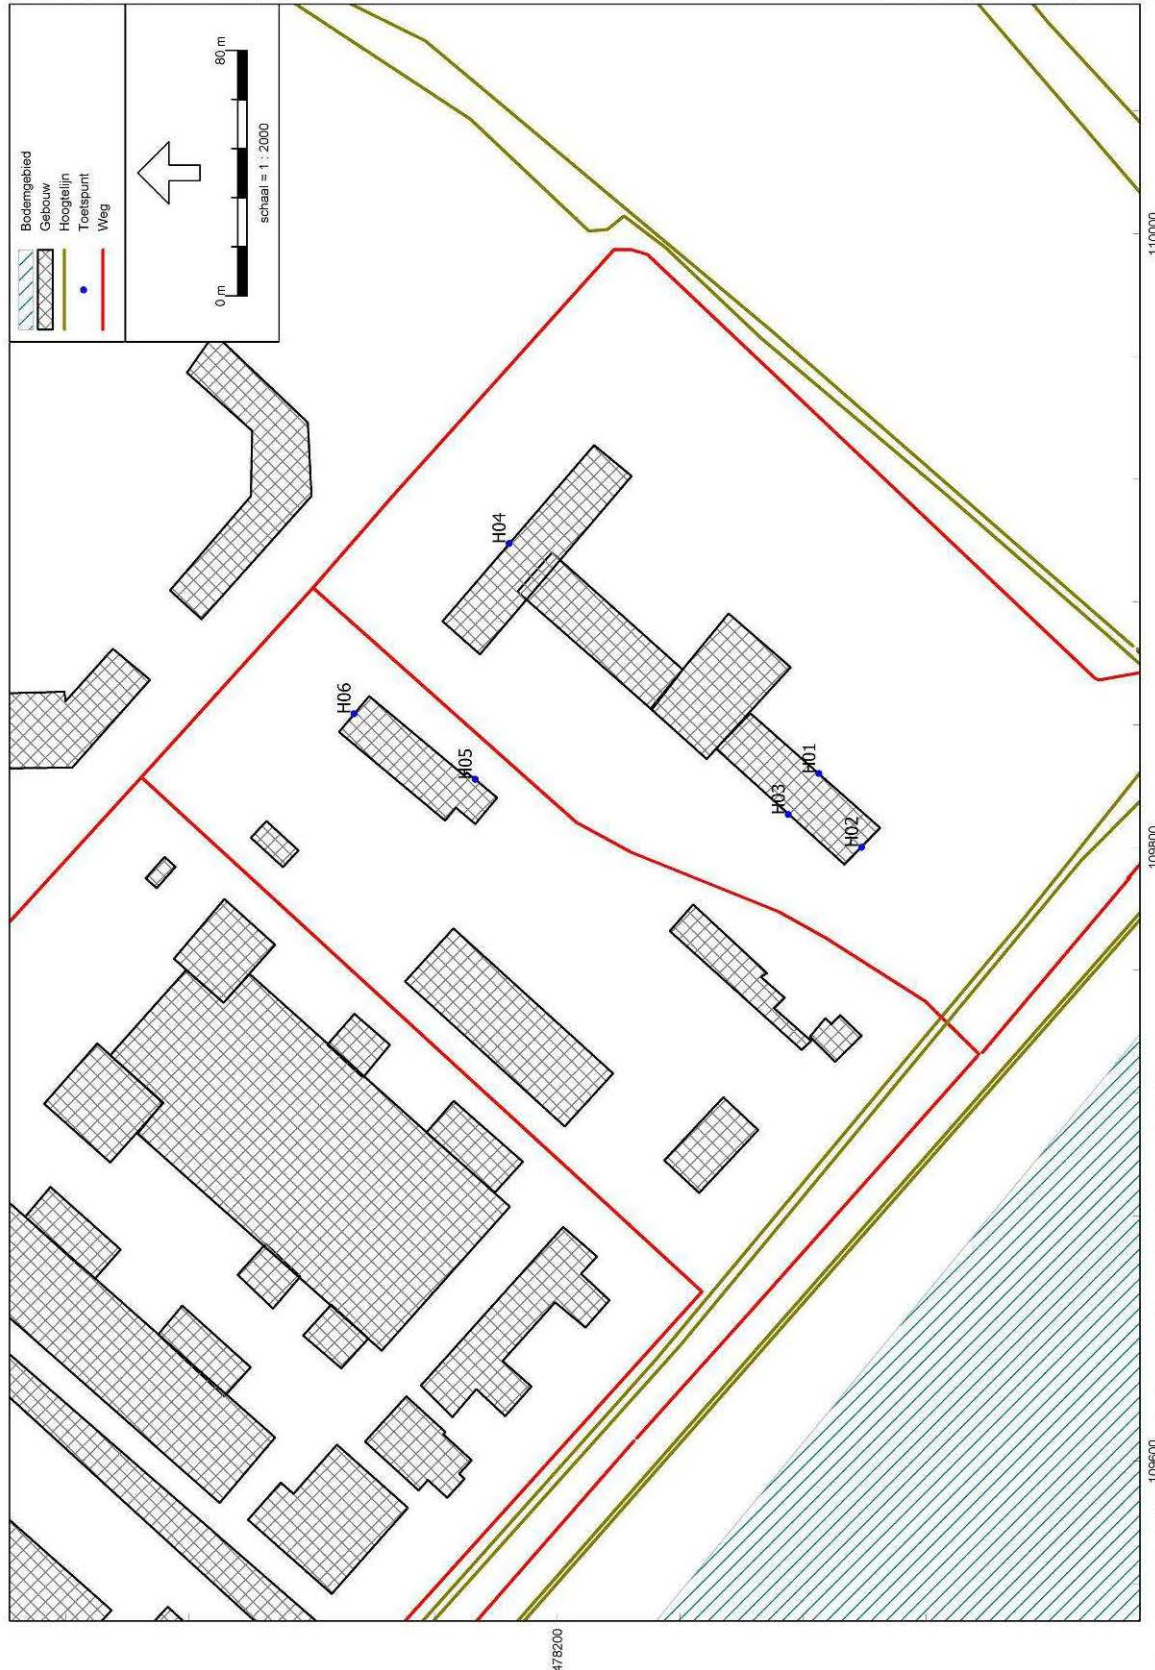 Bodemgebied
Gebouw
Hoogtelijn
Toetspunt
Weg
0 m
80 m
schaal = 1 : 2000
H04
H06
H05
H01
H03
H02
110000
109800
109600
478200